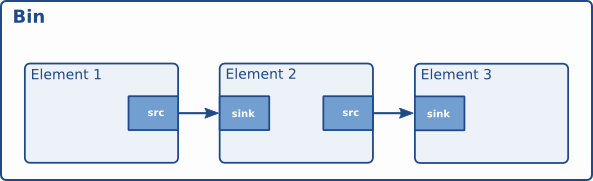 Bin
Element 1
Element 2
Element 3
src
sink
src
sink